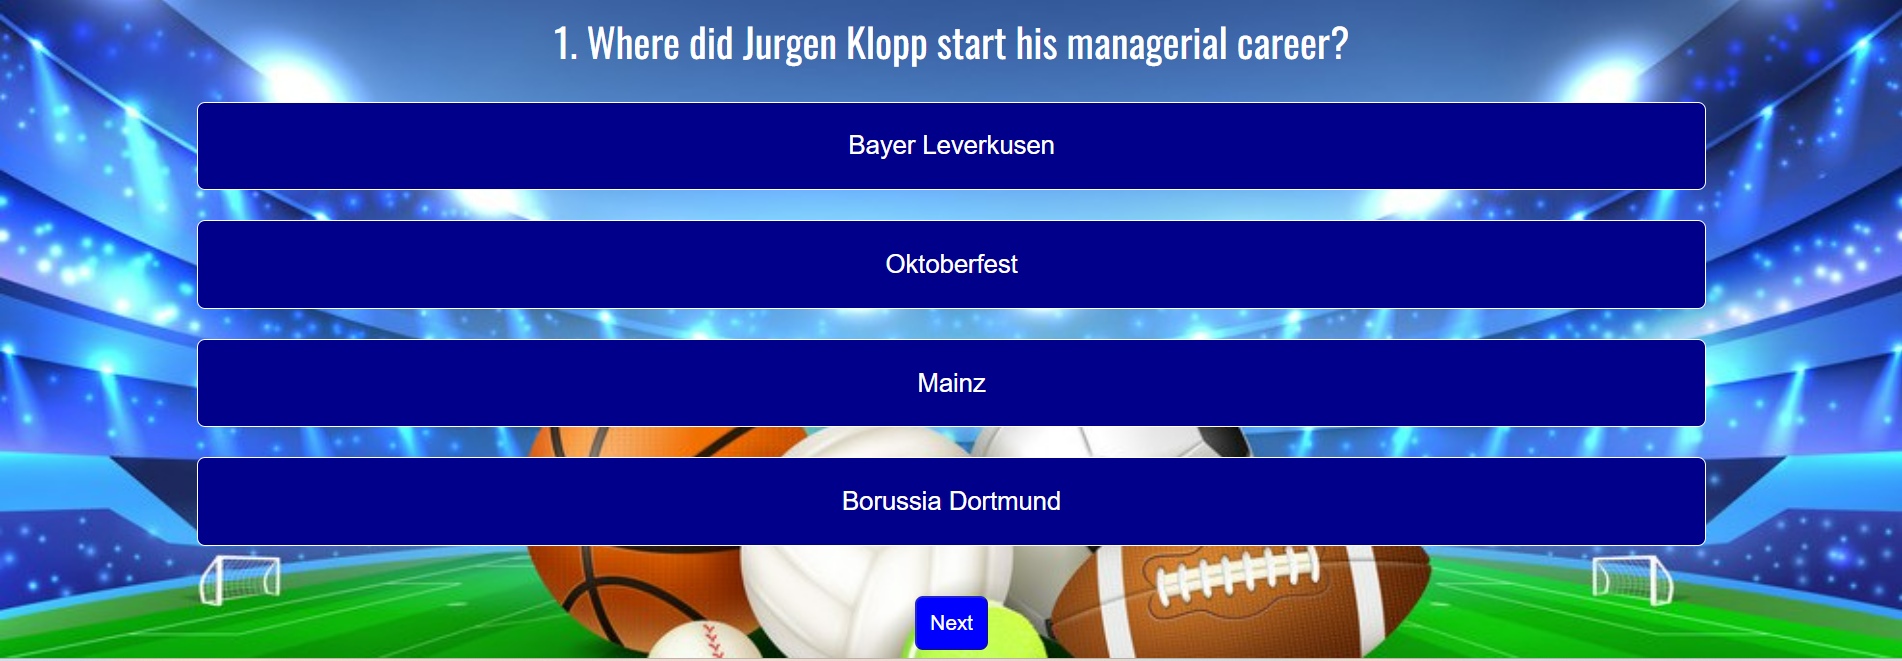 1. Where did Jurgen Klopp start his managerial career?
Bayer Leverkusen
Oktoberfest
Mainz
Borussia Dortmund
Next